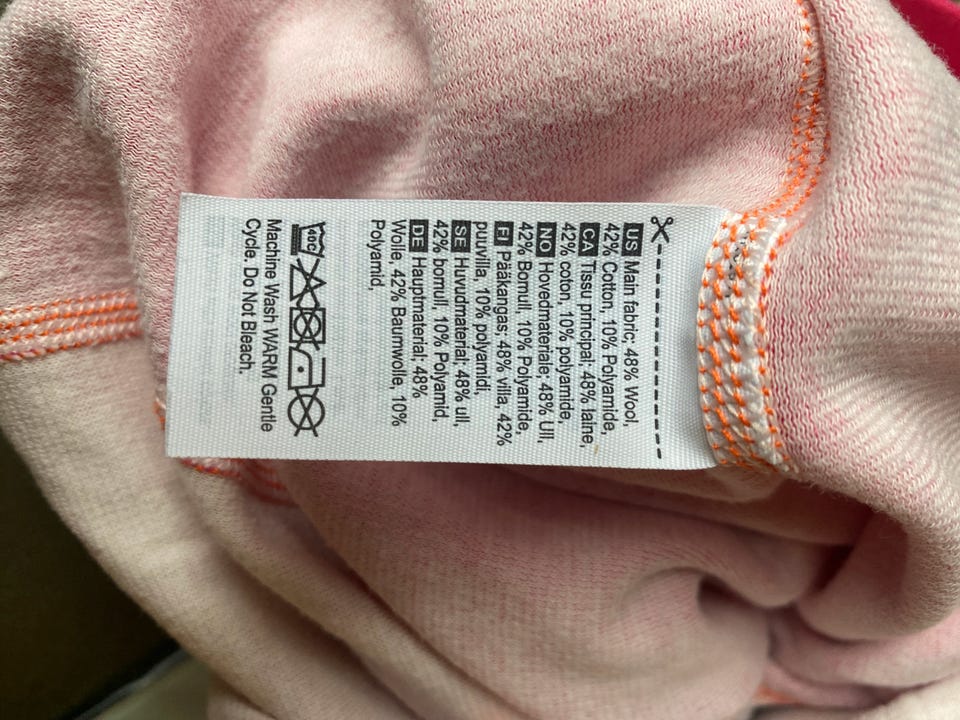 US Main fabric; 48% Wool,
42% Cotton, 10% Polyamide,
CA Tissu principal; 48% laine,
42% coton, 10% polyamide,
NO Hovedmateriale; 48% Ull,
42% Bomull, 10% Polyamide,
FI Pääkangas; 48% villa, 42%
puuvilla, 10% polyamidi,
SE Huvudmaterial; 48% ull,
42% bomull, 10% Polyamid,
DE Hauptmaterial; 48%
Wolle, 42% Baumwolle, 10%
Polyamid,
40C
Machine Wash WARM Gentle
Cycle. Do Not Bleach.